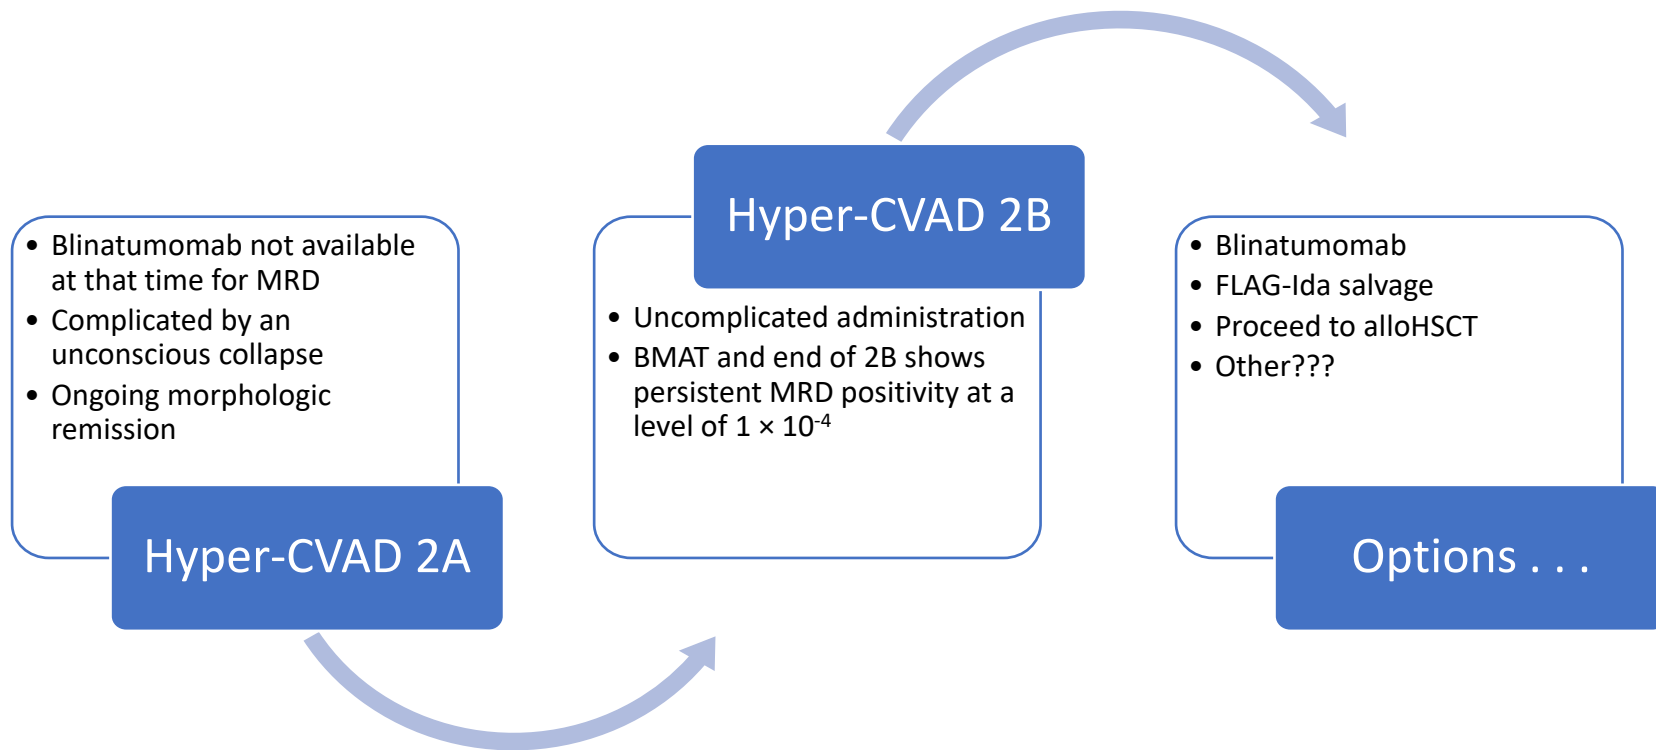 • Blinatumomab not available
at that time for MRD
• Complicated by an
unconscious collapse
• Ongoing morphologic
remission
Hyper-CVAD 2A
Hyper-CVAD 2B
• Uncomplicated administration
• BMAT and end of 2B shows
persistent MRD positivity at a
level of 1 × 10⁻⁴
• Blinatumomab
• FLAG-Ida salvage
• Proceed to alloHSCT
• Other???
Options . . .